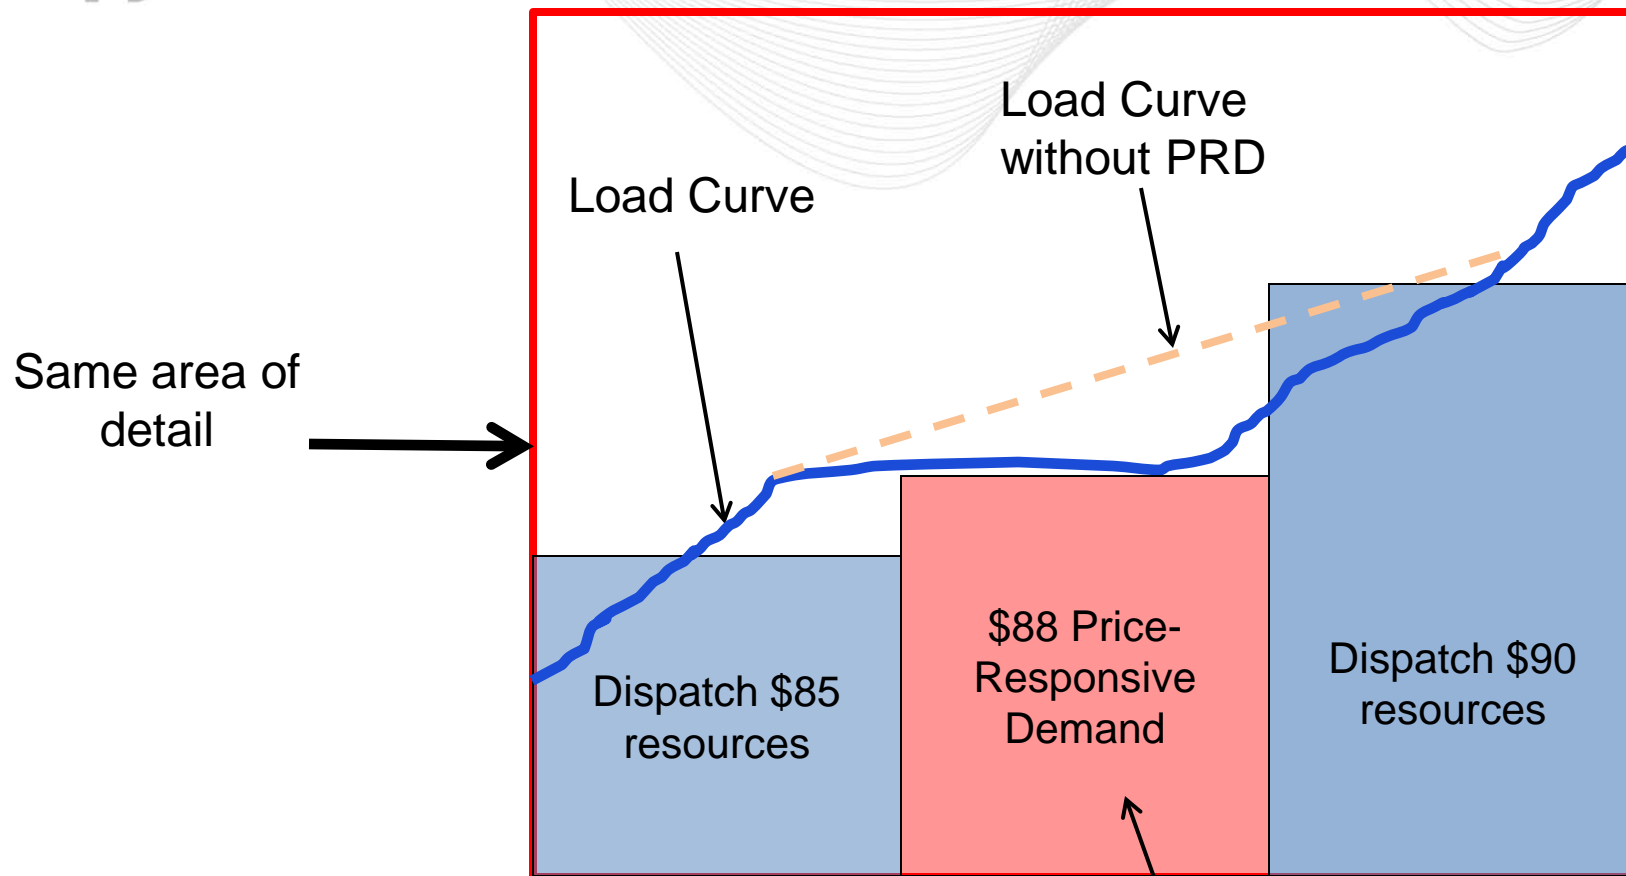 Load Curve
without PRD
Load Curve
Same area of
detail
$88 Price-
Responsive
Demand
Dispatch $85
resources
Dispatch $90
resources